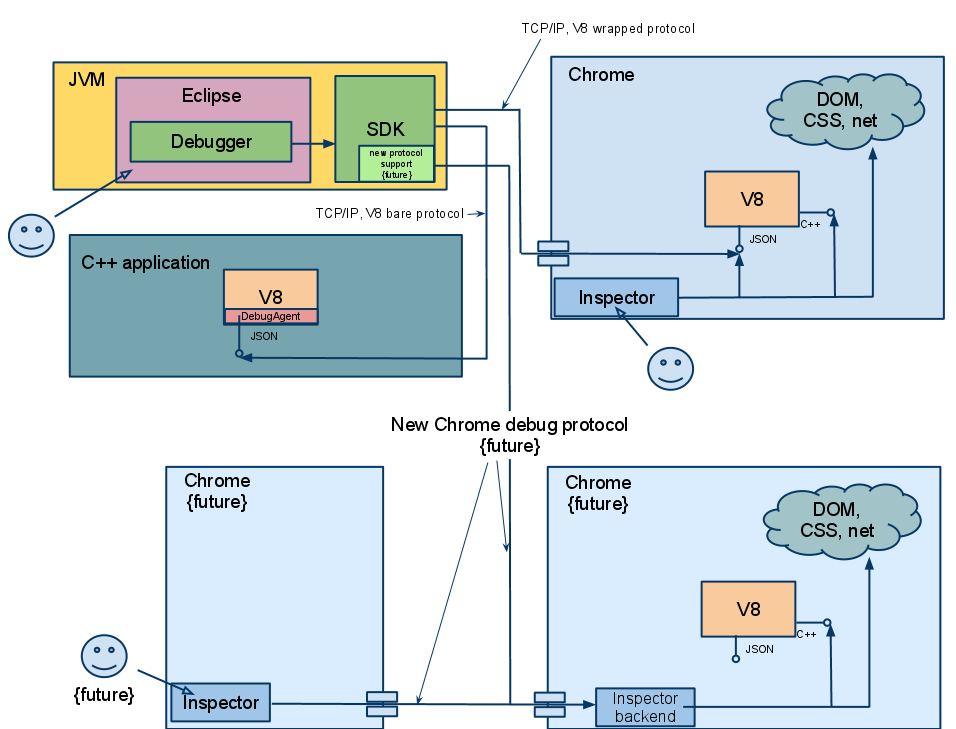 TCP/IP, V8 wrapped protocol
JVM
Eclipse
Debugger
SDK
new protocol
support
{future}
Chrome
DOM,
CSS, net
V8
C++
JSON
Inspector
TCP/IP, V8 bare protocol
C++ application
V8
DebugAgent
JSON
New Chrome debug protocol
{future}
Chrome
{future}
Inspector
{future}
Chrome
{future}
DOM,
CSS, net
V8
C++
JSON
Inspector
backend